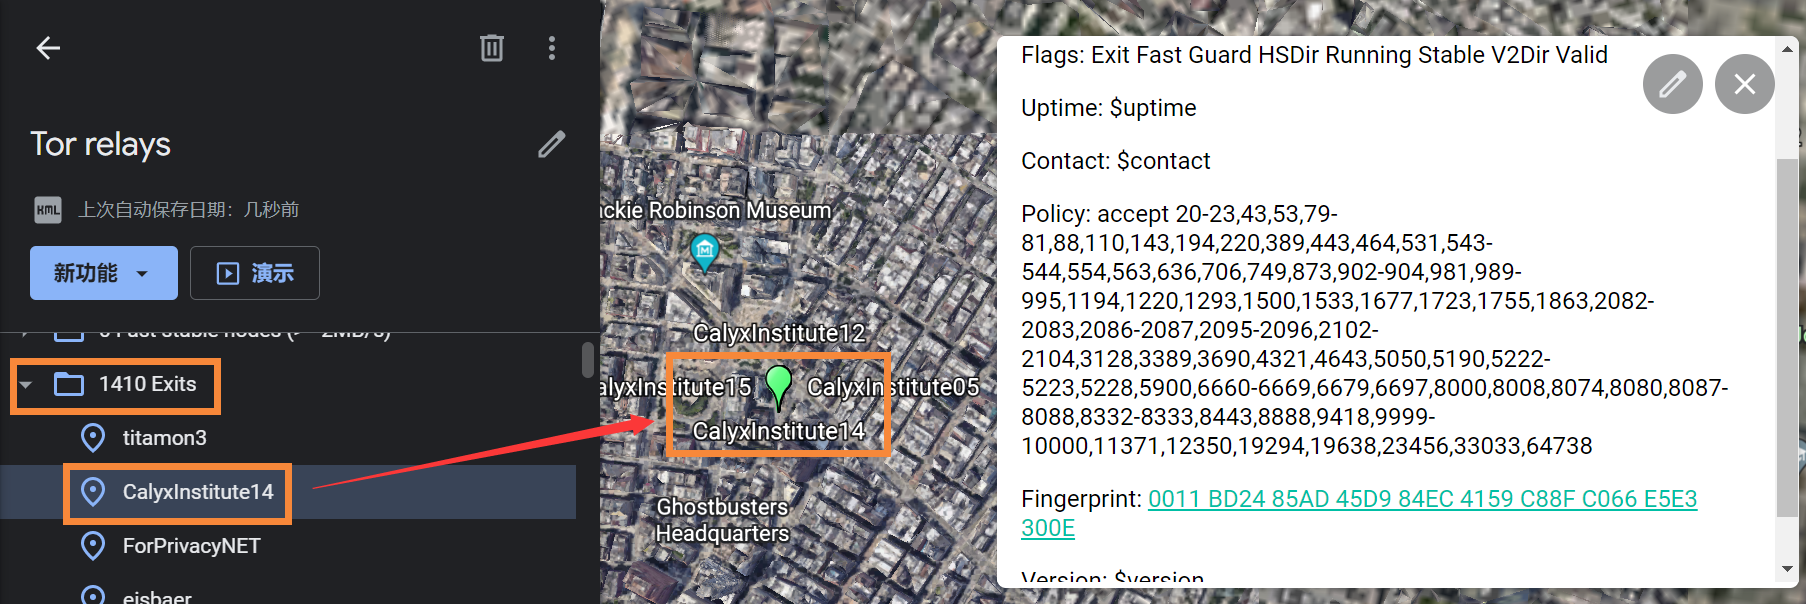 Tor relays
KML
上次自动保存日期：几秒前
新功能
演示
1410 Exits
titamon3
CalyxInstitute14
ForPrivacyNET
eisbaer
ckie Robinson Museum
CalyxInstitute12
alyxInstitute15
CalyxInstitute05
CalyxInstitute14
Ghostbusters
Headquarters
Flags: Exit Fast Guard HSDir Running Stable V2Dir Valid
Uptime: $uptime
Contact: $contact
Policy: accept 20-23,43,53,79-
81,88,110,143,194,220,389,443,464,531,543-
544,554,563,636,706,749,873,902-904,981,989-
995,1194,1220,1293,1500,1533,1677,1723,1755,1863,2082-
2083,2086-2087,2095-2096,2102-
2104,3128,3389,3690,4321,4643,5050,5190,5222-
5223,5228,5900,6660-6669,6679,6697,8000,8008,8074,8080,8087-
8088,8332-8333,8443,8888,9418,9999-
10000,11371,12350,19294,19638,23456,33033,64738
Fingerprint: 0011 BD24 85AD 45D9 84EC 4159 C88F C066 E5E3
300E
Version: $version